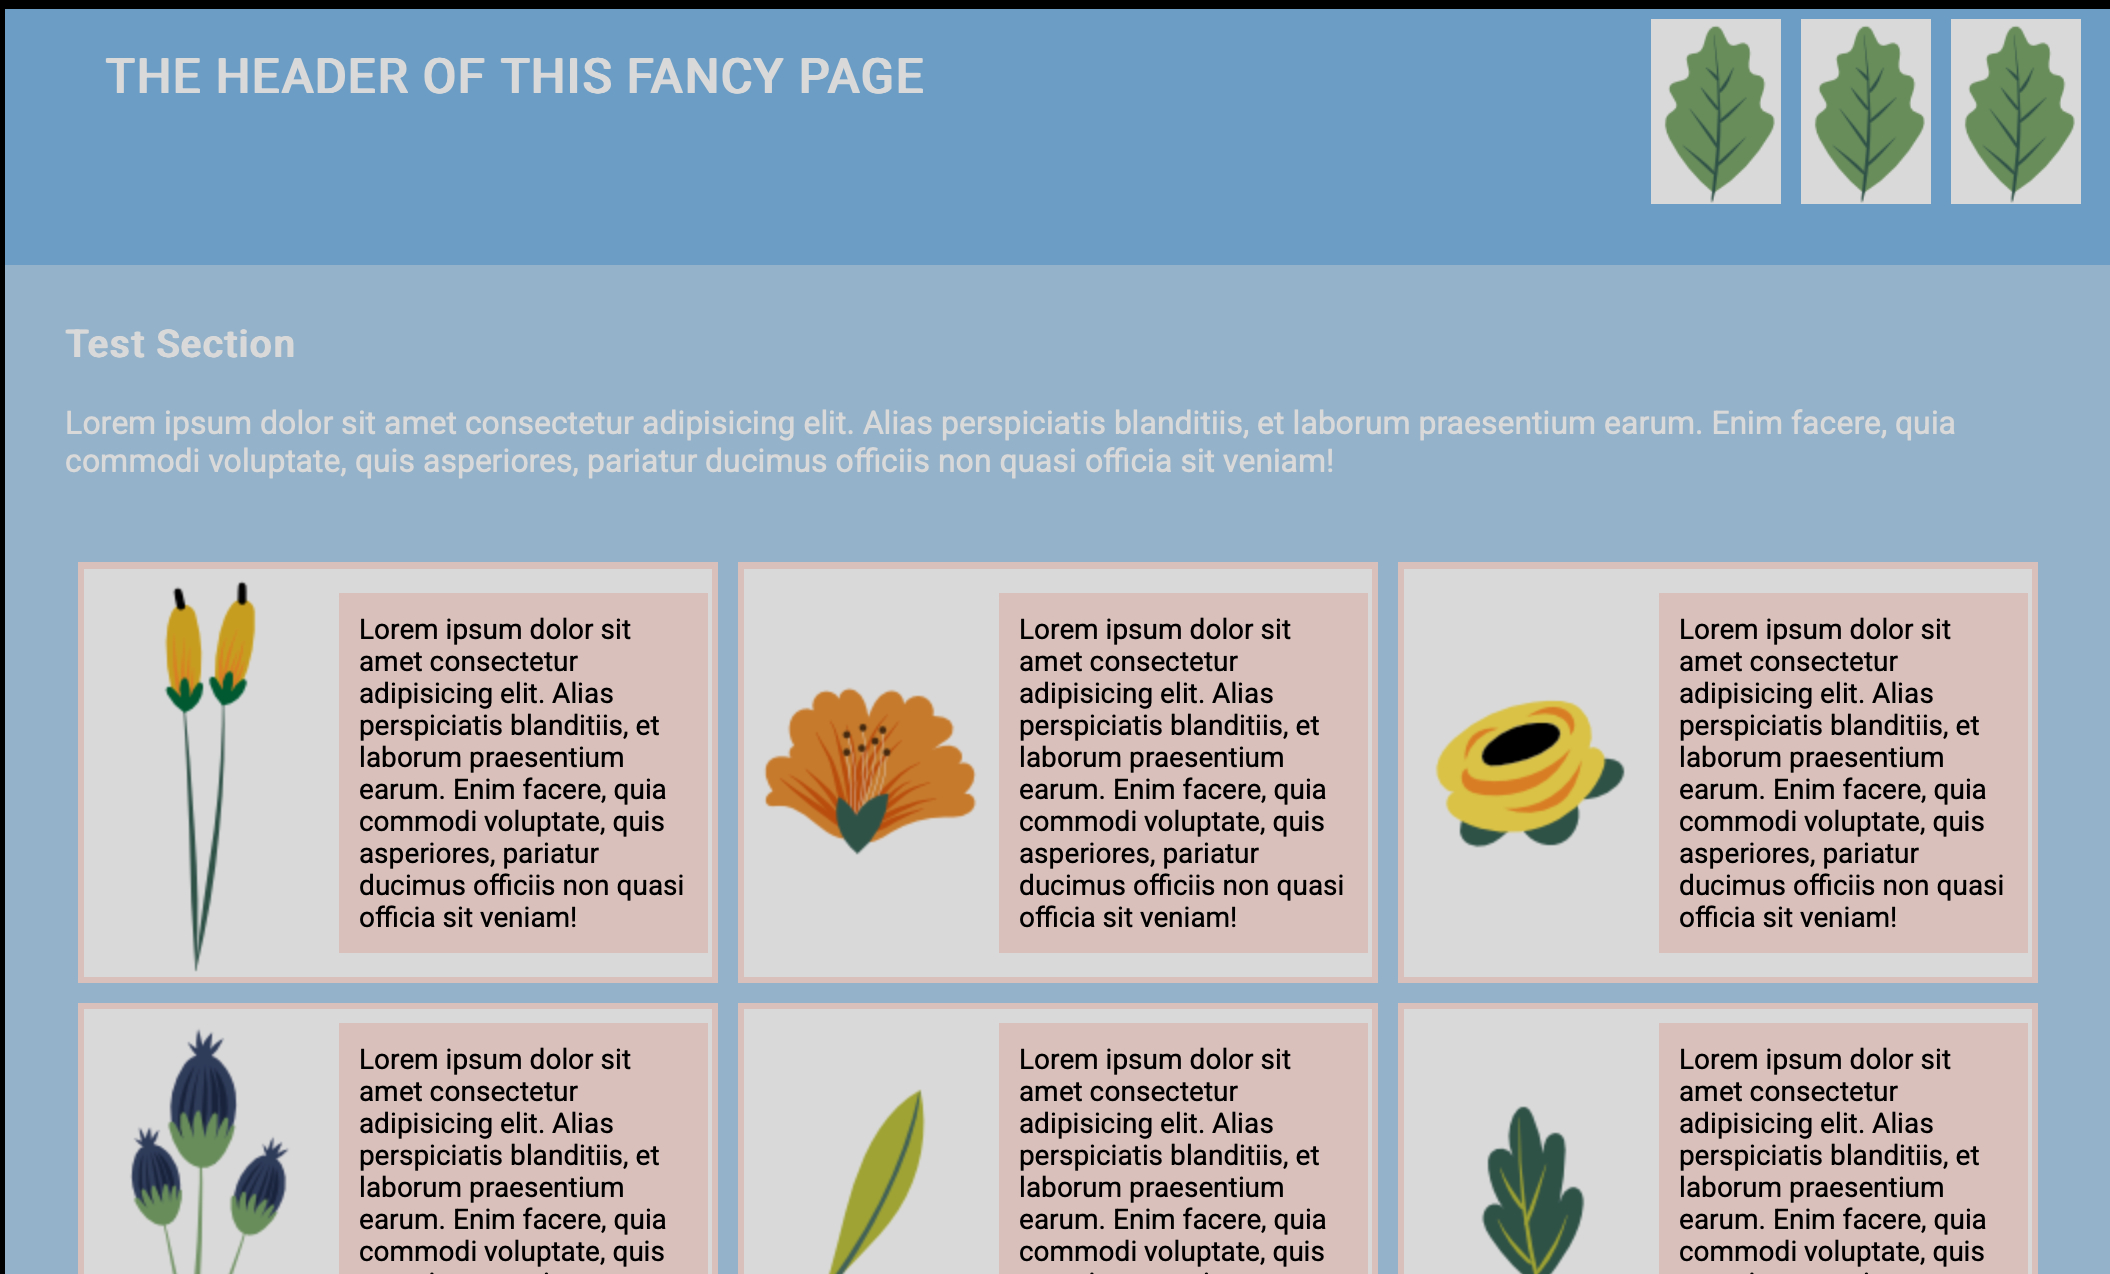 THE HEADER OF THIS FANCY PAGE
Test Section
Lorem ipsum dolor sit amet consectetur adipisicing elit. Alias perspiciatis blanditiis, et laborum praesentium earum. Enim facere, quia
commodi voluptate, quis asperiores, pariatur ducimus officiis non quasi officia sit veniam!
Lorem ipsum dolor sit
amet consectetur
adipisicing elit. Alias
perspiciatis blanditiis, et
laborum praesentium
earum. Enim facere, quia
commodi voluptate, quis
asperiores, pariatur
ducimus officiis non quasi
officia sit veniam!
Lorem ipsum dolor sit
amet consectetur
adipisicing elit. Alias
perspiciatis blanditiis, et
laborum praesentium
earum. Enim facere, quia
commodi voluptate, quis
asperiores, pariatur
ducimus officiis non quasi
officia sit veniam!
Lorem ipsum dolor sit
amet consectetur
adipisicing elit. Alias
perspiciatis blanditiis, et
laborum praesentium
earum. Enim facere, quia
commodi voluptate, quis
asperiores, pariatur
ducimus officiis non quasi
officia sit veniam!
Lorem ipsum dolor sit
amet consectetur
adipisicing elit. Alias
perspiciatis blanditiis, et
laborum praesentium
earum. Enim facere, quia
commodi voluptate, quis
Lorem ipsum dolor sit
amet consectetur
adipisicing elit. Alias
perspiciatis blanditiis, et
laborum praesentium
earum. Enim facere, quia
commodi voluptate, quis
Lorem ipsum dolor sit
amet consectetur
adipisicing elit. Alias
perspiciatis blanditiis, et
laborum praesentium
earum. Enim facere, quia
commodi voluptate, quis